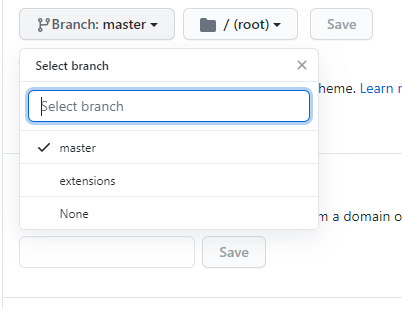 Branch: master / (root) Save
Select branch
Select branch
heme. Learn
master
extensions
None
m a domain o
Save